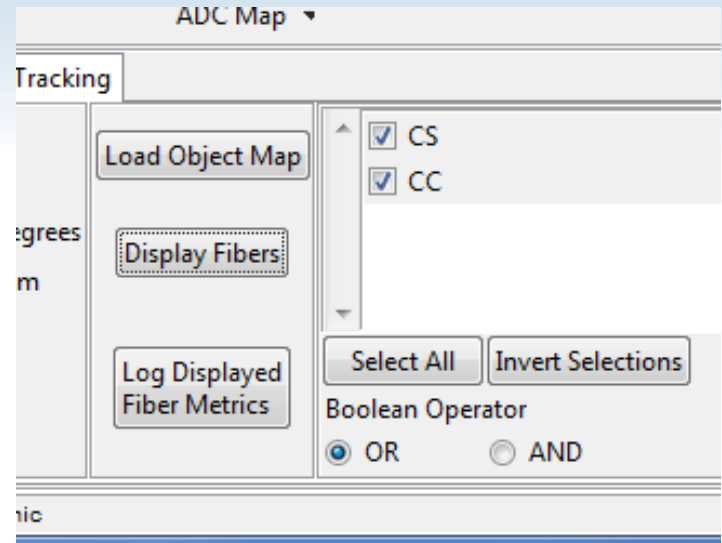 ADC Map
Tracking
Load Object Map
CS
CC
egrees
Display Fibers
m
Select All
Invert Selections
Log Displayed
Fiber Metrics
Boolean Operator
OR
AND
nic